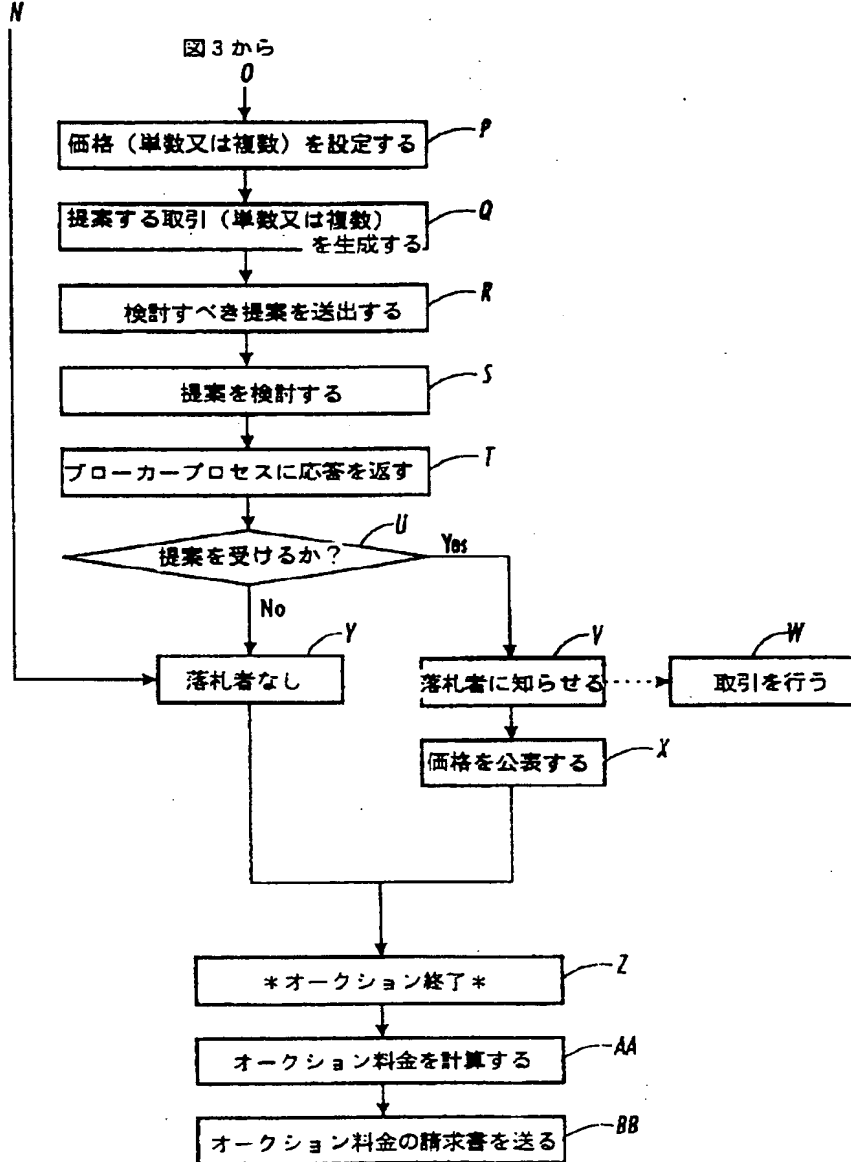 N
図3から
O
価格（単数又は複数）を設定する
P
提案する取引（単数又は複数）
を生成する
Q
検討すべき提案を送出する
R
提案を検討する
S
ブローカープロセスに応答を返す
T
提案を受けるか？
U
Yes
No
落札者なし
Y
落札者に知らせる
V
取引を行う
W
価格を公表する
X
＊オークション終了＊
Z
オークション料金を計算する
AA
オークション料金の請求書を送る
BB